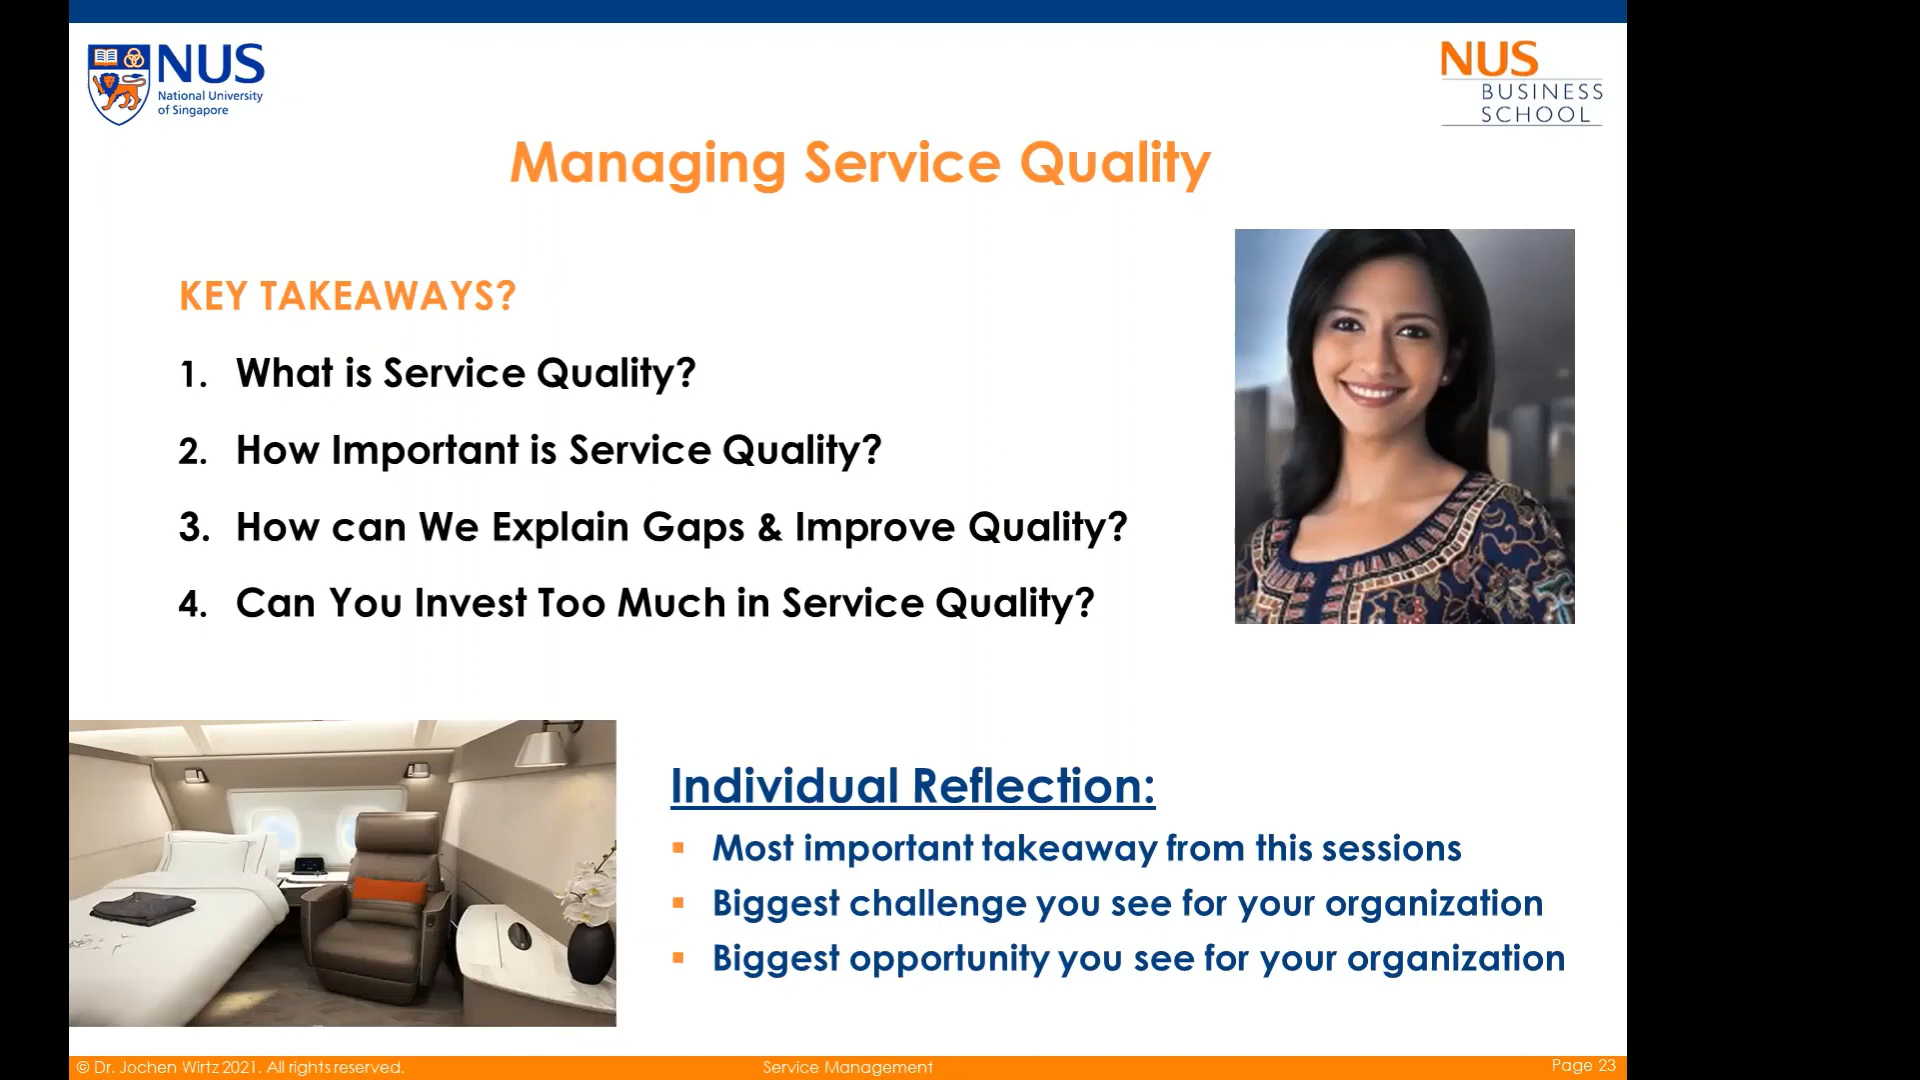 NUS
National University
of Singapore
NUS
BUSINESS
SCHOOL
Managing Service Quality
KEY TAKEAWAYS?
1. What is Service Quality?
2. How Important is Service Quality?
3. How can We Explain Gaps & Improve Quality?
4. Can You Invest Too Much in Service Quality?
Individual Reflection:
▪ Most important takeaway from this sessions
▪ Biggest challenge you see for your organization
▪ Biggest opportunity you see for your organization
© Dr. Jochen Wirtz 2021. All rights reserved.
Service Management
Page 23